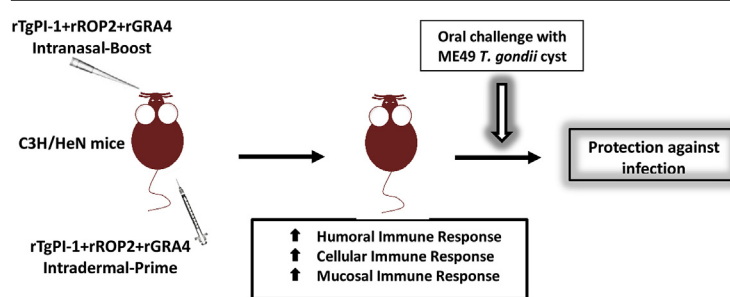 rTgPI-1+rROP2+rGRA4
Intranasal-Boost
C3H/HeN mice
rTgPI-1+rROP2+rGRA4
Intradermal-Prime
Oral challenge with
ME49 T. gondii cyst
Protection against
infection
⬆ Humoral Immune Response
⬆ Cellular Immune Response
⬆ Mucosal Immune Response